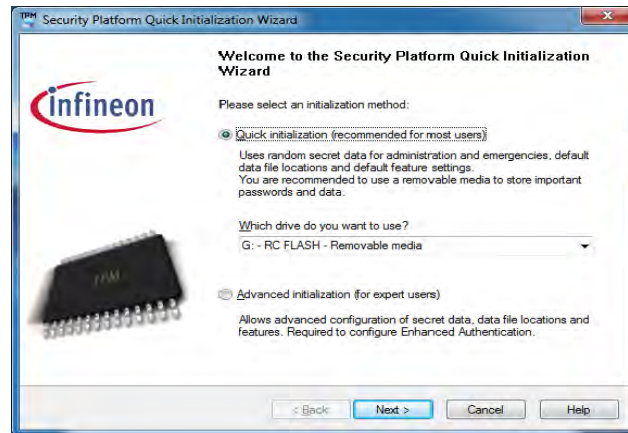 TPM Security Platform Quick Initialization Wizard
Welcome to the Security Platform Quick Initialization
Wizard
infineon
Please select an initialization method:
Quick initialization (recommended for most users)
Uses random secret data for administration and emergencies, default
data file locations and default feature settings.
You are recommended to use a removable media to store important
passwords and data.
Which drive do you want to use?
G: - RC FLASH - Removable media
TPM
Advanced initialization (for expert users)
Allows advanced configuration of secret data, data file locations and
features. Required to configure Enhanced Authentication.
< Back Next > Cancel Help